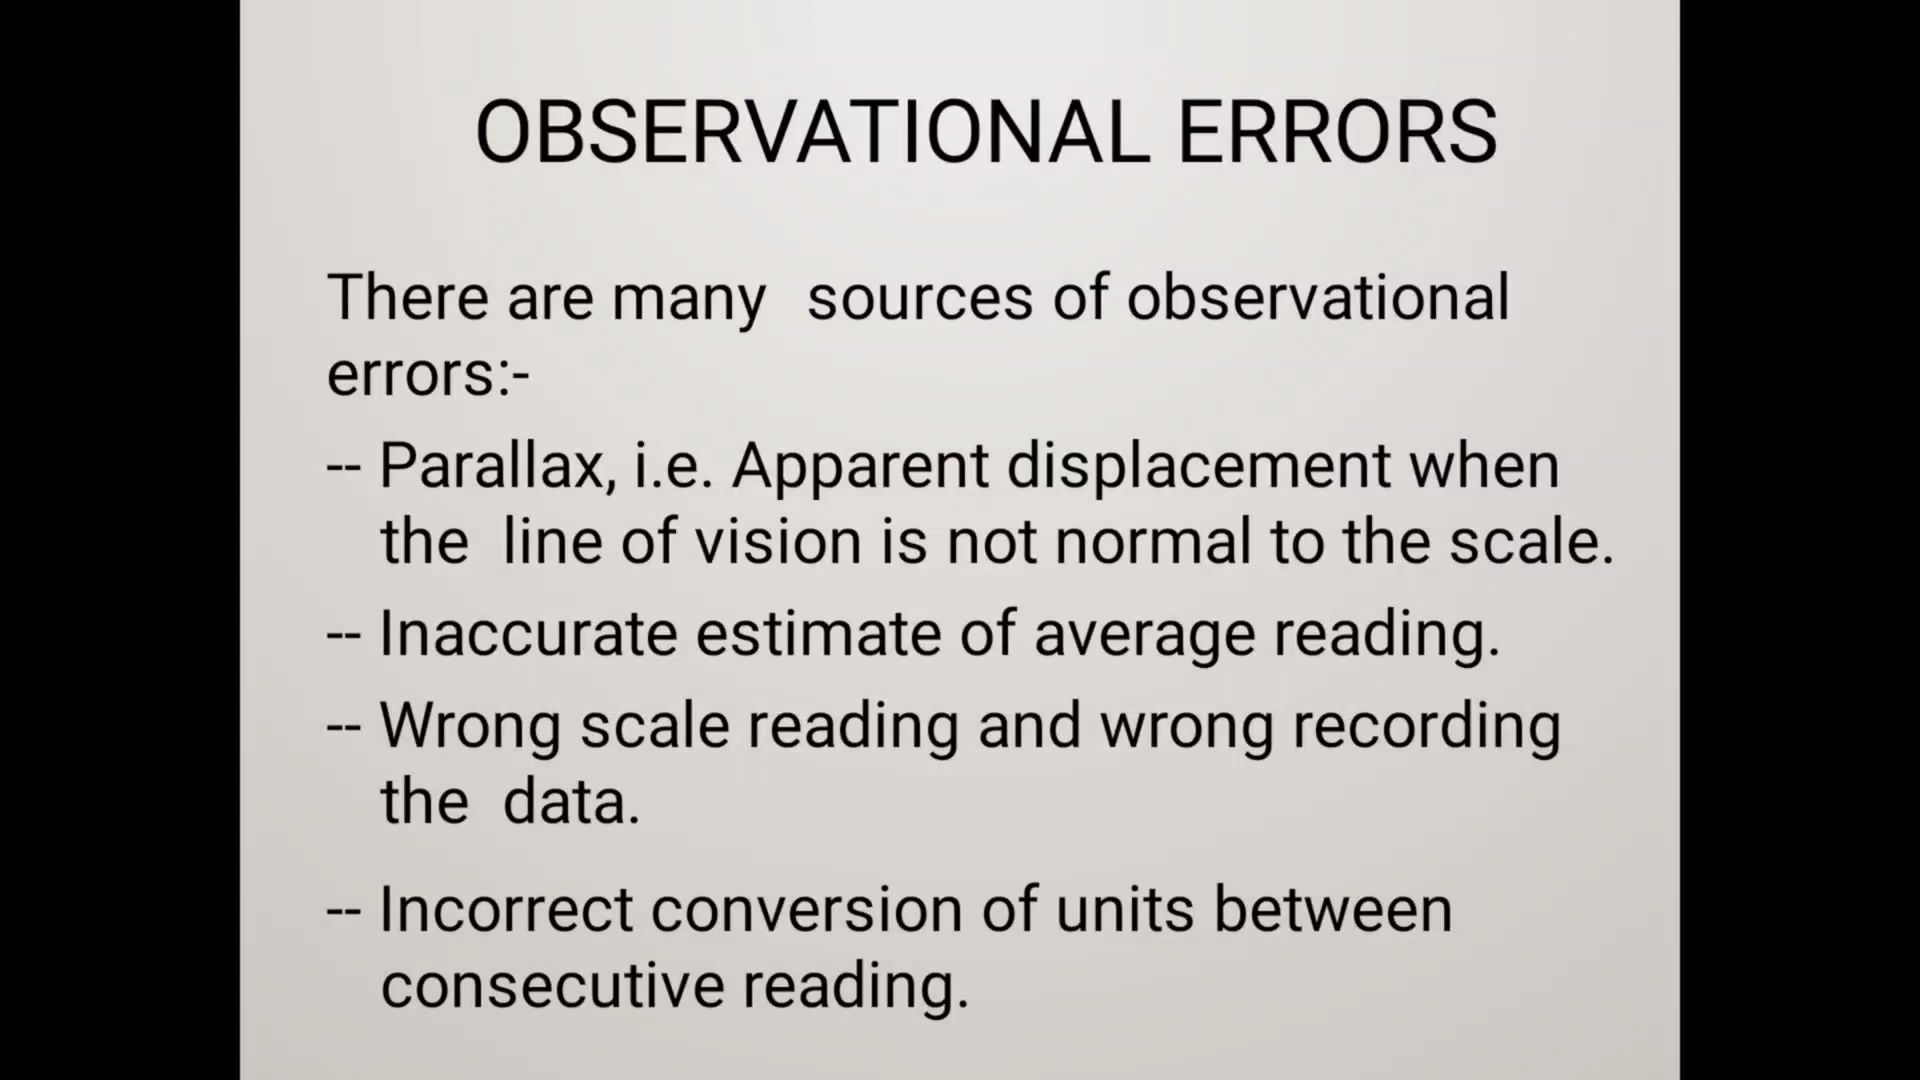 OBSERVATIONAL ERRORS
There are many sources of observational
errors:-
-- Parallax, i.e. Apparent displacement when
the line of vision is not normal to the scale.
-- Inaccurate estimate of average reading.
-- Wrong scale reading and wrong recording
the data.
-- Incorrect conversion of units between
consecutive reading.